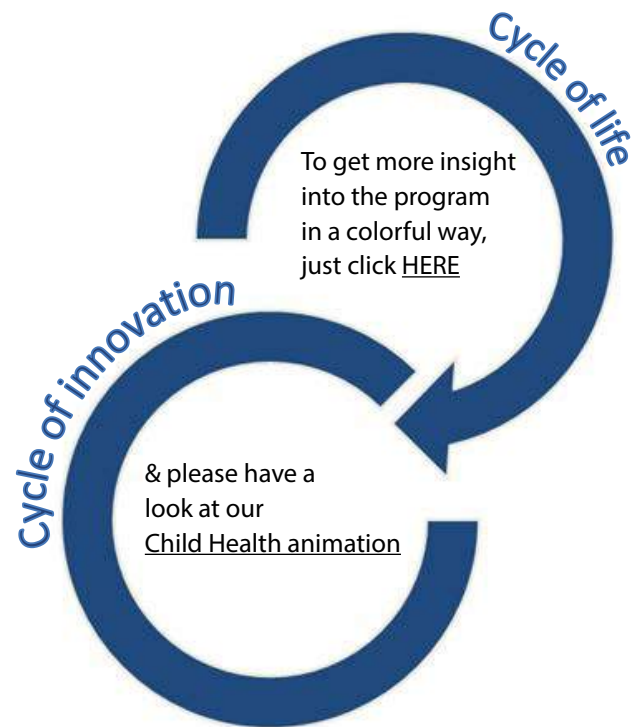 Cycle of life
To get more insight
into the program
in a colorful way,
just click HERE
Cycle of innovation
& please have a
look at our
Child Health animation